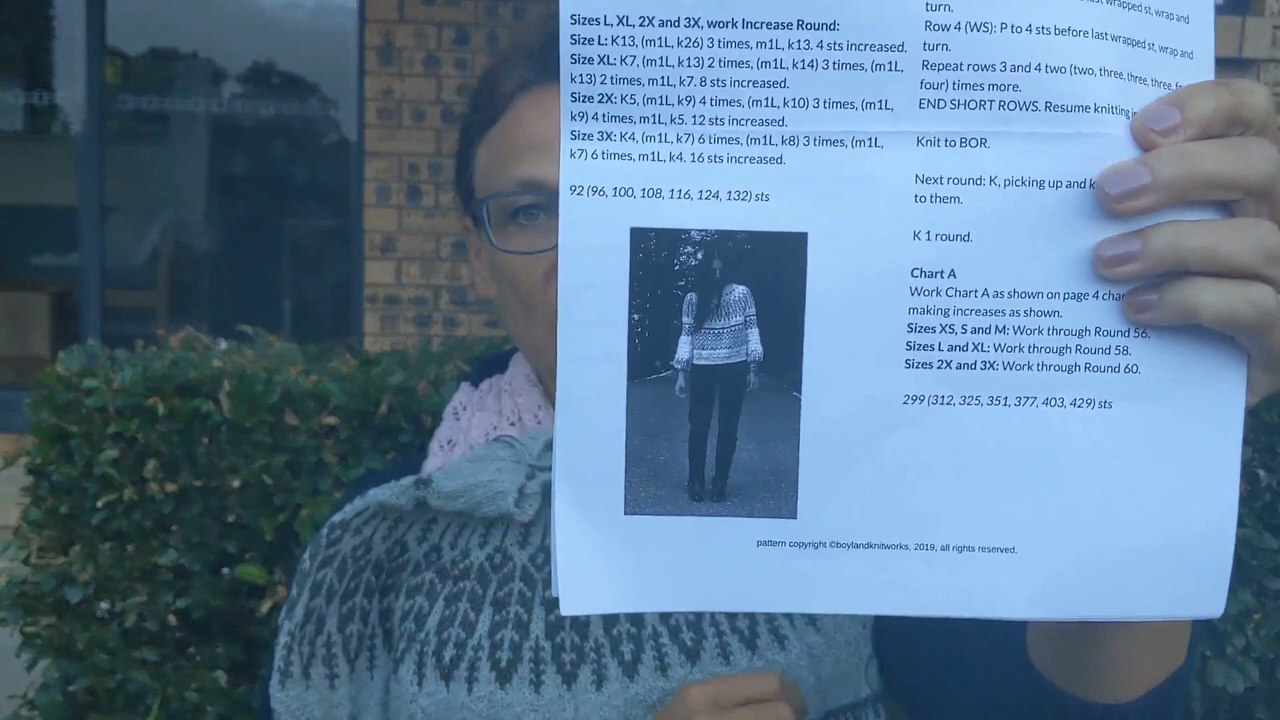 Sizes L, XL, 2X and 3X, work Increase Round:
Size L: K13, (m1L, k26) 3 times, m1L, k13. 4 sts increased.
Size XL: K7, (m1L, k13) 2 times, (m1L, k14) 3 times, (m1L,
k13) 2 times, m1L, k7. 8 sts increased.
Size 2X: K5, (m1L, k9) 4 times, (m1L, k10) 3 times, (m1L,
k9) 4 times, m1L, k5. 12 sts increased.
Size 3X: K4, (m1L, k7) 6 times, (m1L, k8) 3 times, (m1L,
k7) 6 times, m1L, k4. 16 sts increased.
92 (96, 100, 108, 116, 124, 132) sts
wrapped st, wrap and
turn.
Row 4 (WS): P to 4 sts before last wrapped st, wrap and
turn.
Repeat rows 3 and 4 two (two, three, three, three,
four) times more.
END SHORT ROWS. Resume knitting
Knit to BOR.
Next round: K, picking up and
to them.
K 1 round.
Chart A
Work Chart A as shown on page 4
making increases as shown.
Sizes XS, S and M: Work through Round 56.
Sizes L and XL: Work through Round 58.
Sizes 2X and 3X: Work through Round 60.
299 (312, 325, 351, 377, 403, 429) sts
pattern copyright ©boylandknitworks, 2019, all rights reserved.